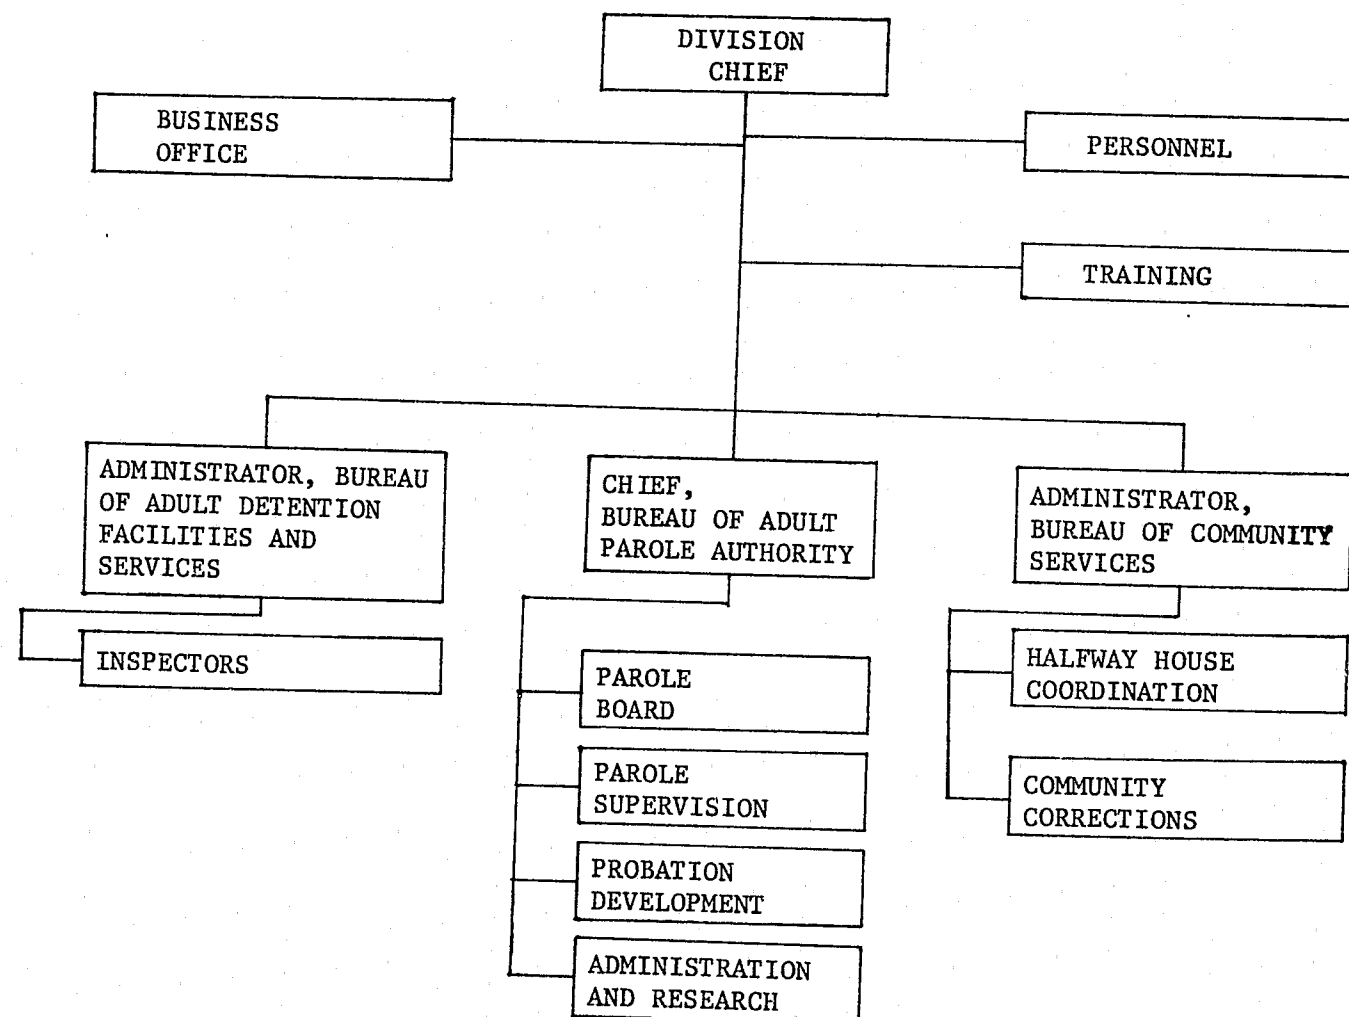 DIVISION
CHIEF
BUSINESS
OFFICE
PERSONNEL
TRAINING
ADMINISTRATOR, BUREAU
OF ADULT DETENTION
FACILITIES AND
SERVICES
INSPECTORS
CHIEF,
BUREAU OF ADULT
PAROLE AUTHORITY
PAROLE
BOARD
PAROLE
SUPERVISION
PROBATION
DEVELOPMENT
ADMINISTRATION
AND RESEARCH
ADMINISTRATOR,
BUREAU OF COMMUNITY
SERVICES
HALFWAY HOUSE
COORDINATION
COMMUNITY
CORRECTIONS